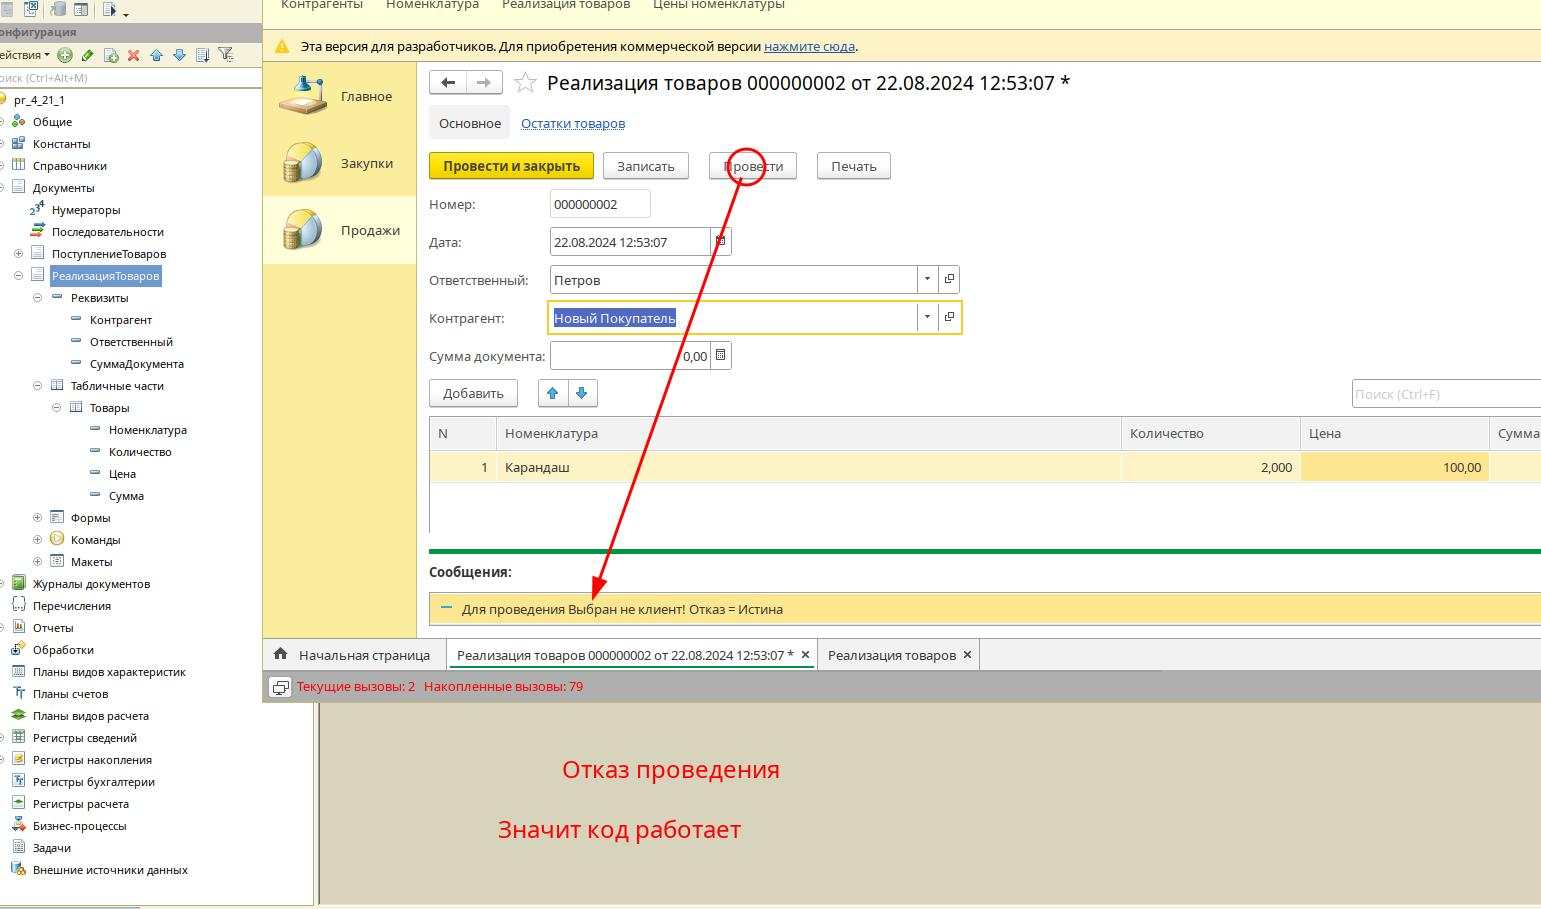 Контрагенты Номенклатура Реализация товаров Цены номенклатуры
онфигурация
Эта версия для разработчиков. Для приобретения коммерческой версии нажмите сюда.
ействия
оиск (Ctrl+Alt+M)
pr_4_21_1
Общие
Константы
Справочники
Документы
Нумераторы
Последовательности
ПоступлениеТоваров
РеализацияТоваров
Реквизиты
Контрагент
Ответственный
СуммаДокумента
Табличные части
Товары
Номенклатура
Количество
Цена
Сумма
Формы
Команды
Макеты
Журналы документов
Перечисления
Отчеты
Обработки
Планы видов характеристик
Планы счетов
Планы видов расчета
Регистры сведений
Регистры накопления
Регистры бухгалтерии
Регистры расчета
Бизнес-процессы
Задачи
Внешние источники данных
Главное
Закупки
Продажи
Реализация товаров 000000002 от 22.08.2024 12:53:07 *
Основное Остатки товаров
Провести и закрыть Записать Провести Печать
Номер: 000000002
Дата: 22.08.2024 12:53:07
Ответственный: Петров
Контрагент: Новый Покупатель
Сумма документа: 0,00
Добавить Поиск (Ctrl+F)
N Номенклатура Количество Цена Сумма
1 Карандаш 2,000 100,00
Сообщения:
Для проведения Выбран не клиент! Отказ = Истина
Начальная страница Реализация товаров 000000002 от 22.08.2024 12:53:07 * Реализация товаров
Текущие вызовы: 2 Накопленные вызовы: 79
Отказ проведения
Значит код работает